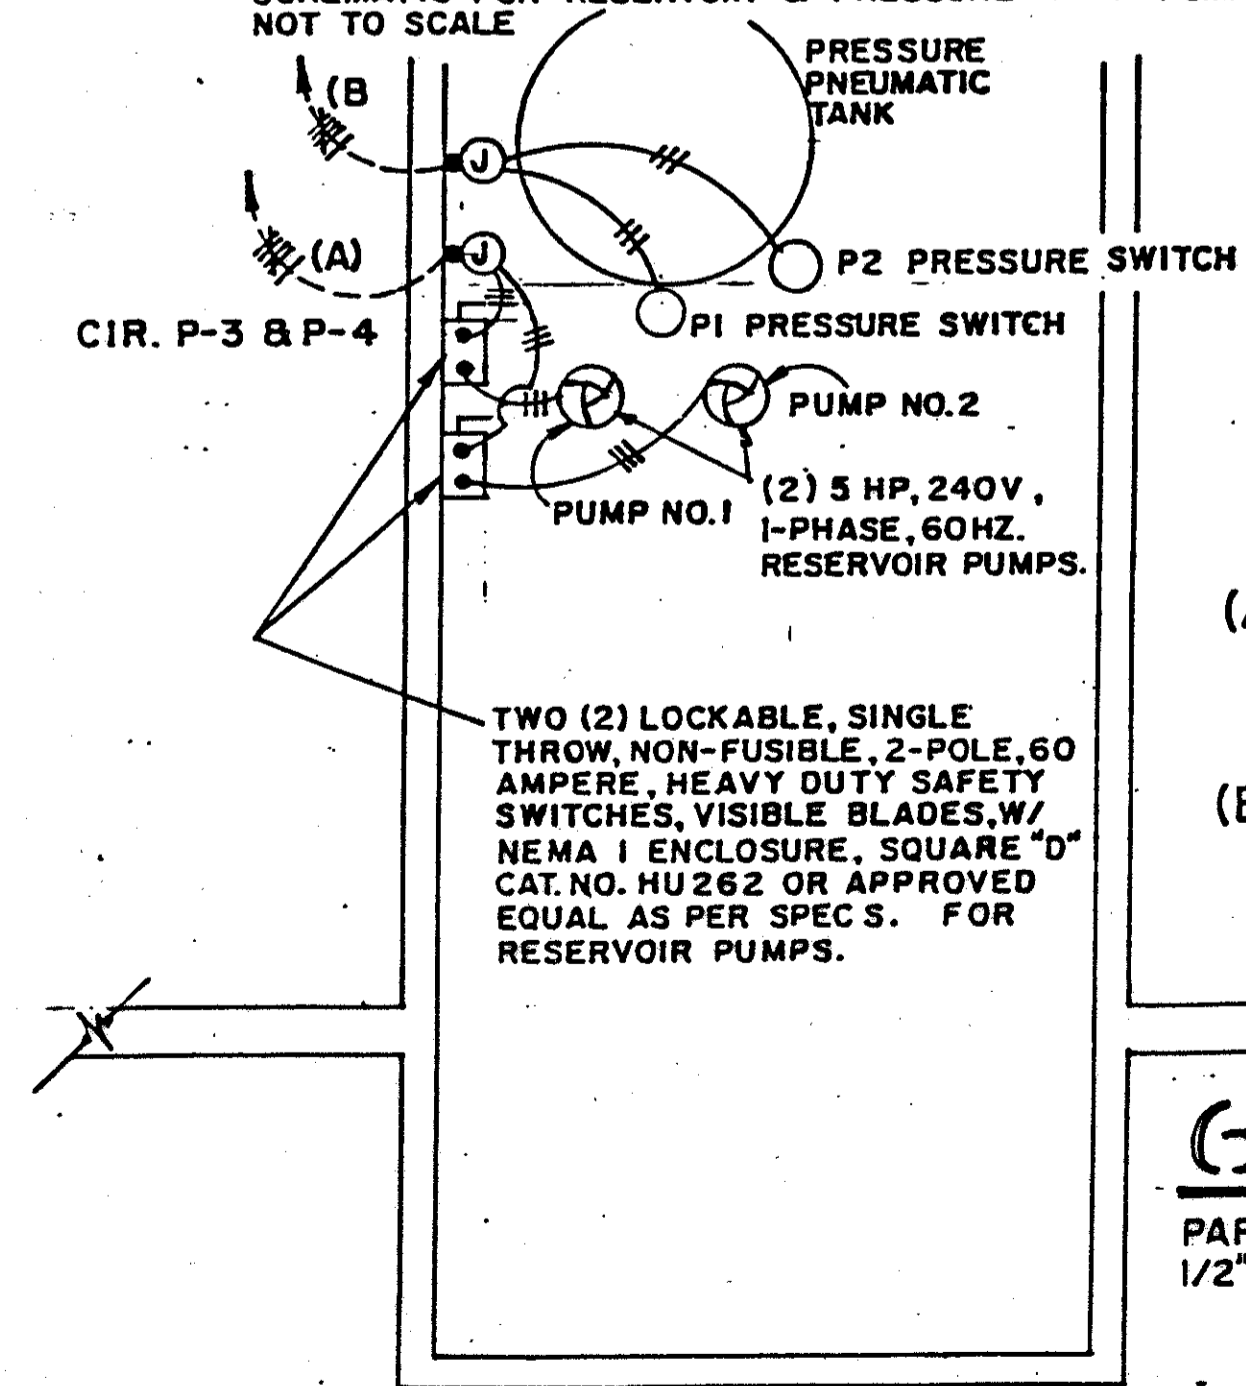 NOT TO SCALE
PRESSURE
PNEUMATIC
TANK
(B
J
(A)
J
P2 PRESSURE SWITCH
CIR. P-3 & P-4
P1 PRESSURE SWITCH
PUMP NO.2
PUMP NO.1
(2) 5 HP, 240V,
1-PHASE, 60HZ.
RESERVOIR PUMPS.
TWO (2) LOCKABLE, SINGLE
THROW, NON-FUSIBLE, 2-POLE, 60
AMPERE, HEAVY DUTY SAFETY
SWITCHES, VISIBLE BLADES, W/
NEMA 1 ENCLOSURE, SQUARE "D"
CAT. NO. HU262 OR APPROVED
EQUAL AS PER SPECS. FOR
RESERVOIR PUMPS.
1/2"